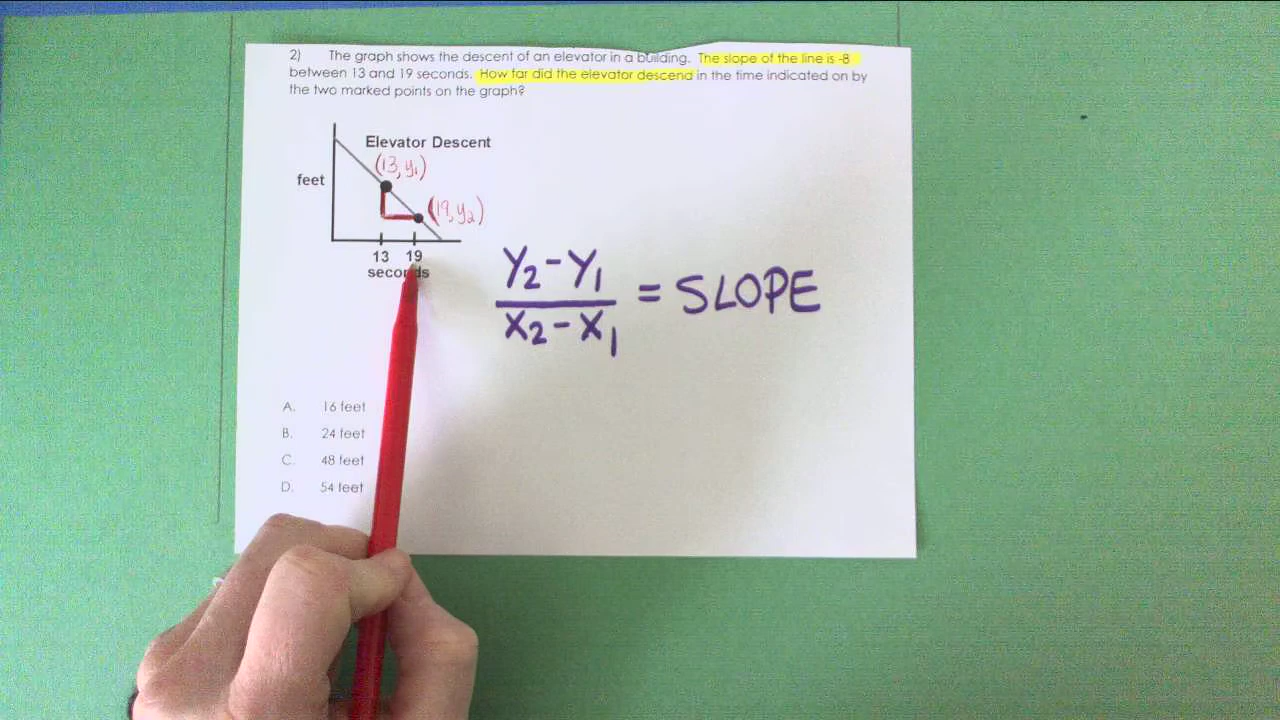 2) The graph shows the descent of an elevator in a building. The slope of the line is -8
between 13 and 19 seconds. How far did the elevator descend in the time indicated on by
the two marked points on the graph?
Elevator Descent
(13, y1)
feet
(19, y2)
13 19
seconds
Y2 - Y1
X2 - X1
= SLOPE
A. 16 feet
B. 24 feet
C. 48 feet
D. 54 feet